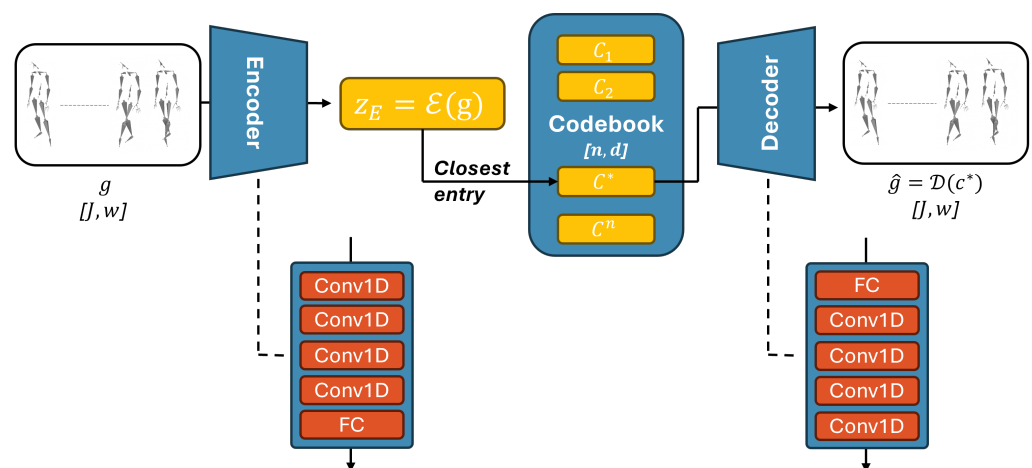 Encoder
z_E = ℰ(g)
C_1
C_2
Codebook
[n, d]
C*
C^n
Closest
entry
Decoder
g
[J, w]
ĝ = 𝒟(c*)
[J, w]
Conv1D
Conv1D
Conv1D
Conv1D
FC
FC
Conv1D
Conv1D
Conv1D
Conv1D